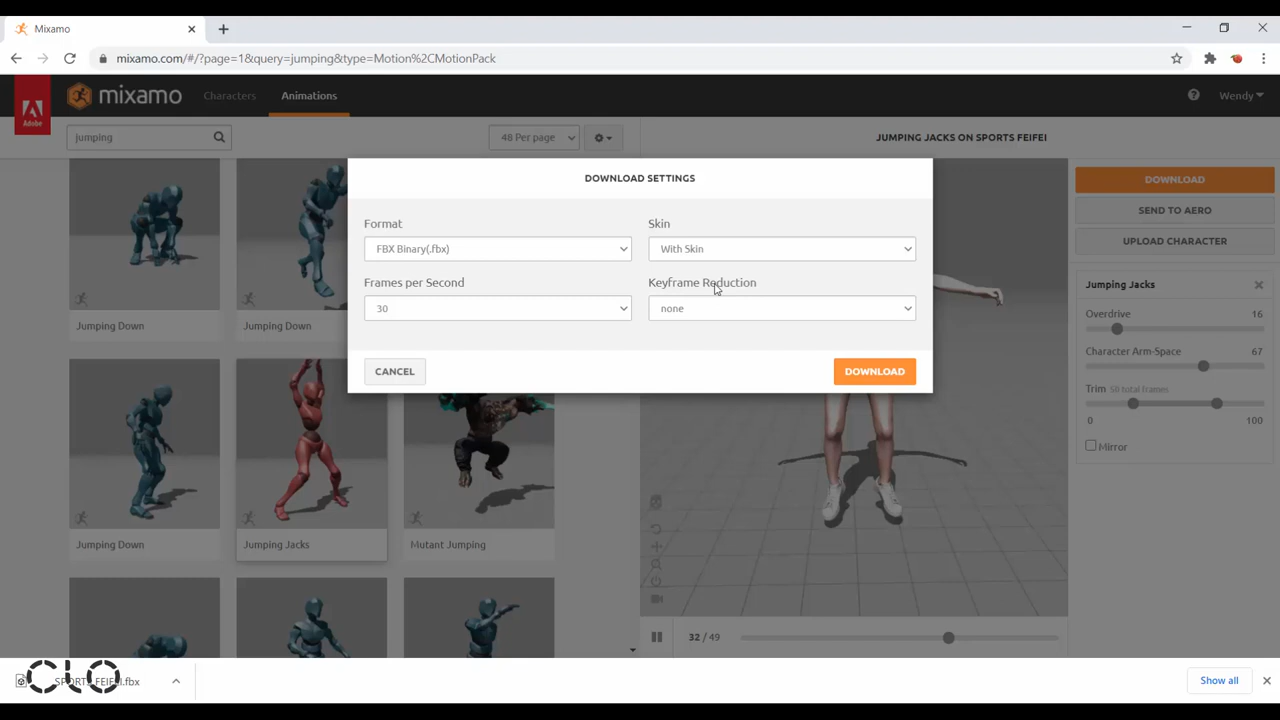 Mixamo
mixamo.com/#/?page=1&query=jumping&type=Motion%2CMotionPack
Adobe
mixamo
Characters
Animations
Wendy
jumping
48 Per page
JUMPING JACKS ON SPORTS FEIFEI
DOWNLOAD SETTINGS
Format
Skin
FBX Binary(.fbx)
With Skin
Frames per Second
Keyframe Reduction
30
none
CANCEL
DOWNLOAD
DOWNLOAD
SEND TO AERO
UPLOAD CHARACTER
Jumping Jacks
Overdrive 16
Character Arm-Space 67
Trim 50 total frames
0 100
Mirror
Jumping Down
Jumping Down
Jumping Down
Jumping Jacks
Mutant Jumping
32 / 49
CLO
SPORTS FEIFEI.fbx
Show all